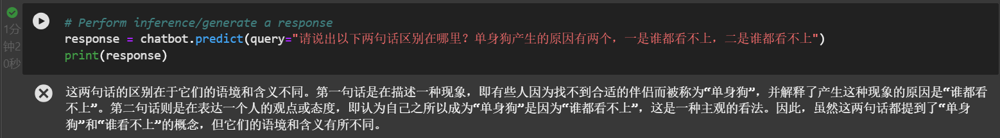 # Perform inference/generate a response
1分
response = chatbot.predict(query="请说出以下两句话区别在哪里？单身狗产生的原因有两个，一是谁都看不上，二是谁都看不上")
钟2
print(response)
0秒
这两句话的区别在于它们的语境和含义不同。第一句话是在描述一种现象，即有些人因为找不到合适的伴侣而被称为“单身狗”，并解释了产生这种现象的原因是“谁都看
不上”。第二句话则是在表达一个人的观点或态度，即认为自己之所以成为“单身狗”是因为“谁都看不上”，这是一种主观的看法。因此，虽然这两句话都提到了“单身
狗”和“谁看不上”的概念，但它们的语境和含义有所不同。